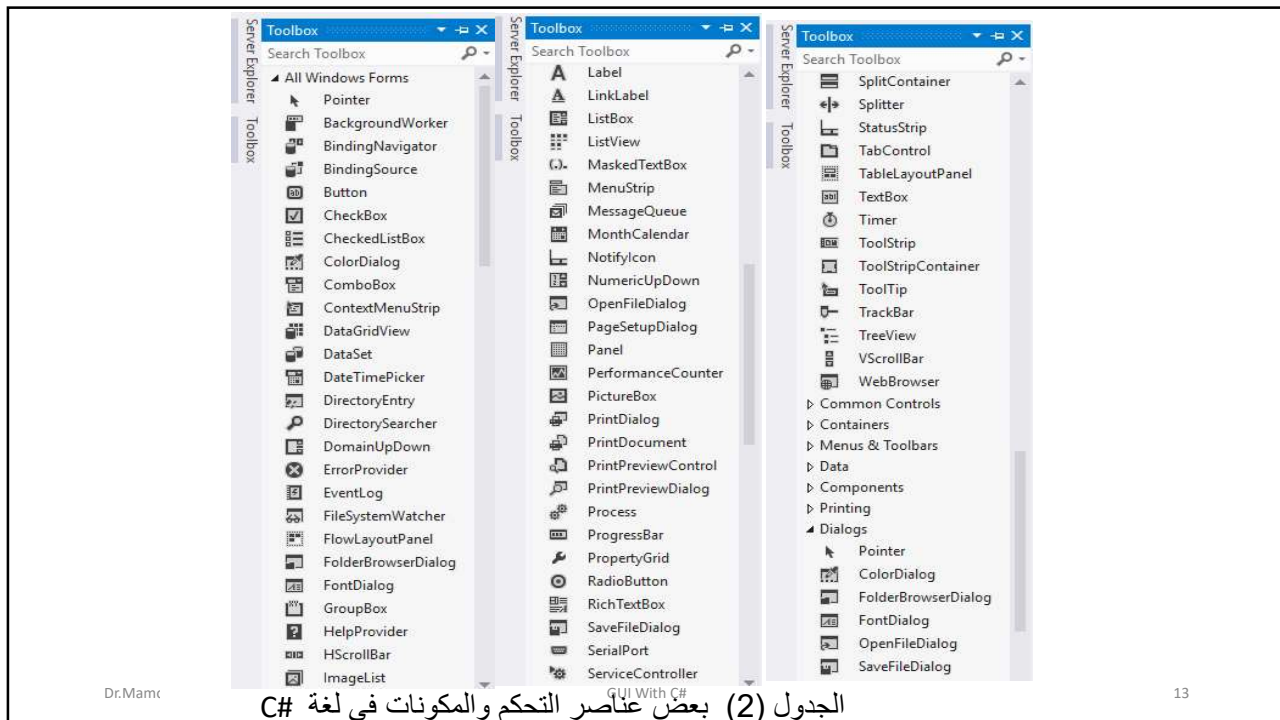 Server Explorer
Toolbox
Toolbox
Search Toolbox
All Windows Forms
Pointer
BackgroundWorker
BindingNavigator
BindingSource
Button
CheckBox
CheckedListBox
ColorDialog
ComboBox
ContextMenuStrip
DataGridView
DataSet
DateTimePicker
DirectoryEntry
DirectorySearcher
DomainUpDown
ErrorProvider
EventLog
FileSystemWatcher
FlowLayoutPanel
FolderBrowserDialog
FontDialog
GroupBox
HelpProvider
HScrollBar
ImageList
Server Explorer
Toolbox
Toolbox
Search Toolbox
Label
LinkLabel
ListBox
ListView
MaskedTextBox
MenuStrip
MessageQueue
MonthCalendar
NotifyIcon
NumericUpDown
OpenFileDialog
PageSetupDialog
Panel
PerformanceCounter
PictureBox
PrintDialog
PrintDocument
PrintPreviewControl
PrintPreviewDialog
Process
ProgressBar
PropertyGrid
RadioButton
RichTextBox
SaveFileDialog
SerialPort
ServiceController
Server Explorer
Toolbox
Toolbox
Search Toolbox
SplitContainer
Splitter
StatusStrip
TabControl
TableLayoutPanel
TextBox
Timer
ToolStrip
ToolStripContainer
ToolTip
TrackBar
TreeView
VScrollBar
WebBrowser
Common Controls
Containers
Menus & Toolbars
Data
Components
Printing
Dialogs
Pointer
ColorDialog
FolderBrowserDialog
FontDialog
OpenFileDialog
SaveFileDialog
الجدول (2) بعض عناصر التحكم والمكونات في لغة C#
GUI With C#
13